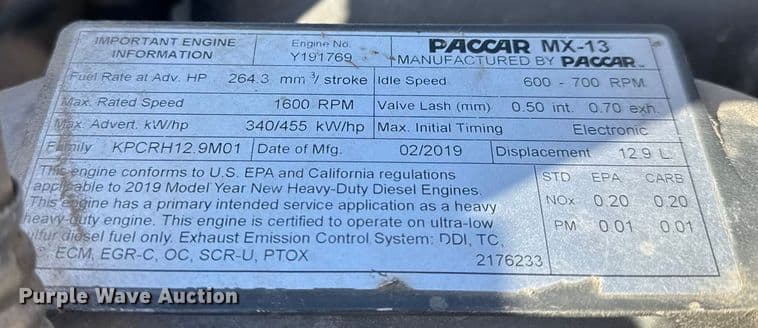 IMPORTANT ENGINE INFORMATION
Engine No. Y191769
PACCAR MX-13
MANUFACTURED BY PACCAR
Fuel Rate at Adv. HP 264.3 mm ³/ stroke
Idle Speed 600 - 700 RPM
Max. Rated Speed 1600 RPM
Valve Lash (mm) 0.50 int. 0.70 exh.
Max. Advert. kW/hp 340/455 kW/hp
Max. Initial Timing Electronic
Family KPCRH12.9M01
Date of Mfg. 02/2019
Displacement 12.9 L
This engine conforms to U.S. EPA and California regulations
applicable to 2019 Model Year New Heavy-Duty Diesel Engines.
This engine has a primary intended service application as a heavy
heavy-duty engine. This engine is certified to operate on ultra-low
sulfur diesel fuel only. Exhaust Emission Control System: DDI, TC,
ECM, EGR-C, OC, SCR-U, PTOX
2176233
STD EPA CARB
NOx 0.20 0.20
PM 0.01 0.01
Purple Wave Auction